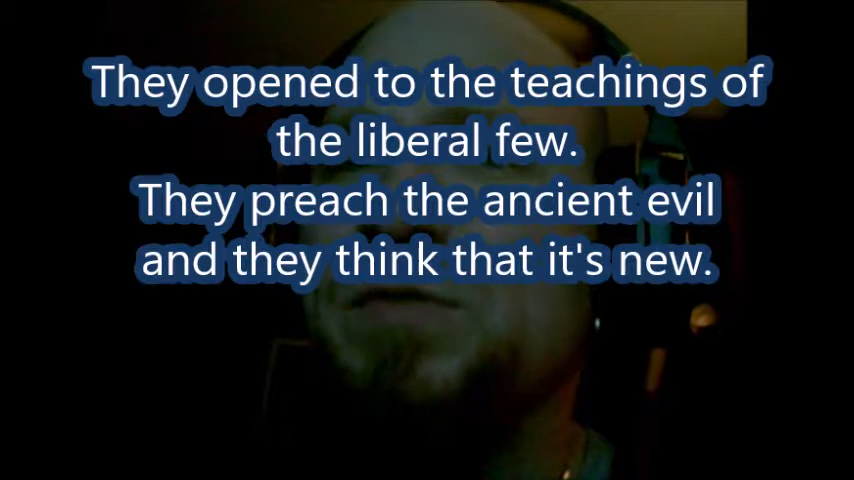 They opened to the teachings of
the liberal few.
They preach the ancient evil
and they think that it's new.